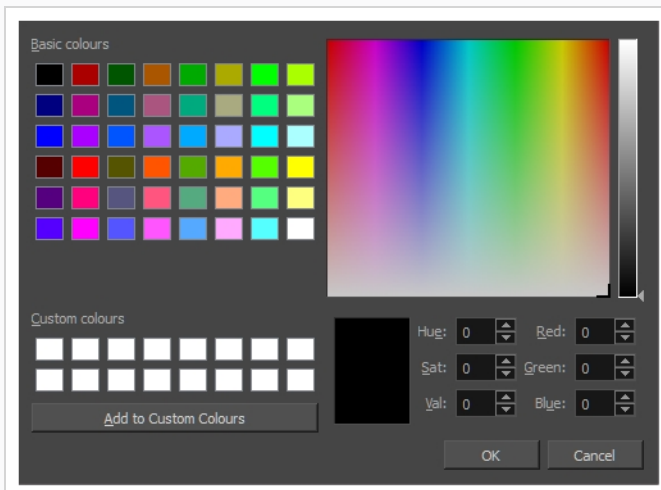 Basic colours
Custom colours
Add to Custom Colours
Hue: 0 Red: 0
Sat: 0 Green: 0
Val: 0 Blue: 0
OK Cancel